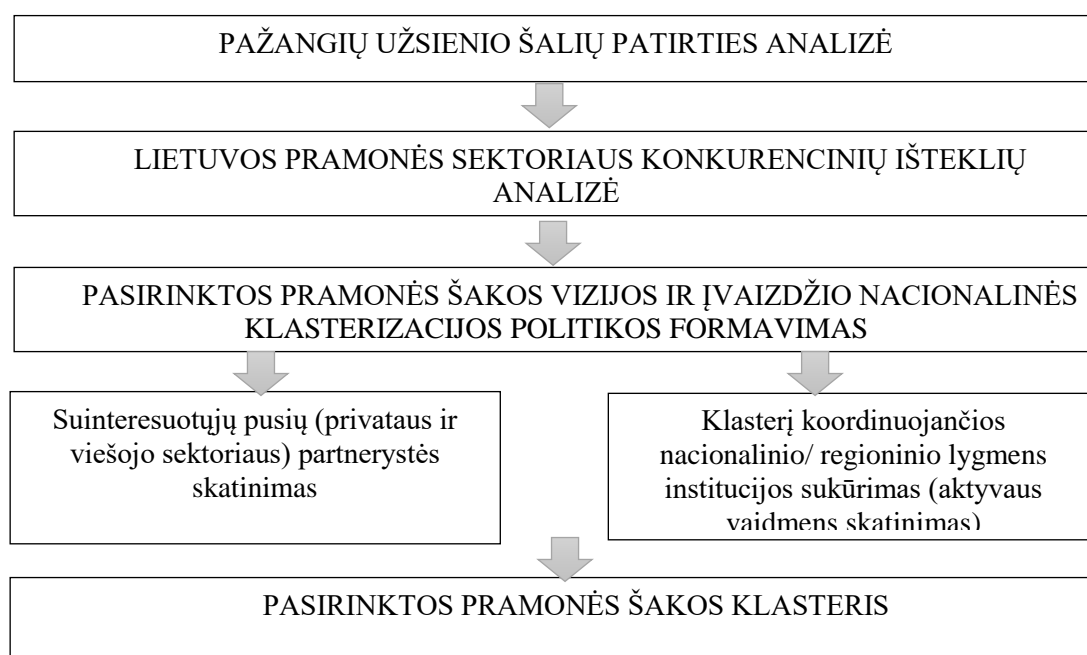 PAŽANGIŲ UŽSIENIO ŠALIŲ PATIRTIES ANALIZĖ
LIETUVOS PRAMONĖS SEKTORIAUS KONKURENCINIŲ IŠTEKLIŲ
ANALIZĖ
PASIRINKTOS PRAMONĖS ŠAKOS VIZIJOS IR ĮVAIZDŽIO NACIONALINĖS
KLASTERIZACIJOS POLITIKOS FORMAVIMAS
Suinteresuotųjų pusių (privataus ir
viešojo sektoriaus) partnerystės
skatinimas
Klasterį koordinuojančios
nacionalinio/ regioninio lygmens
institucijos sukūrimas (aktyvaus
vaidmens skatinimas)
PASIRINKTOS PRAMONĖS ŠAKOS KLASTERIS